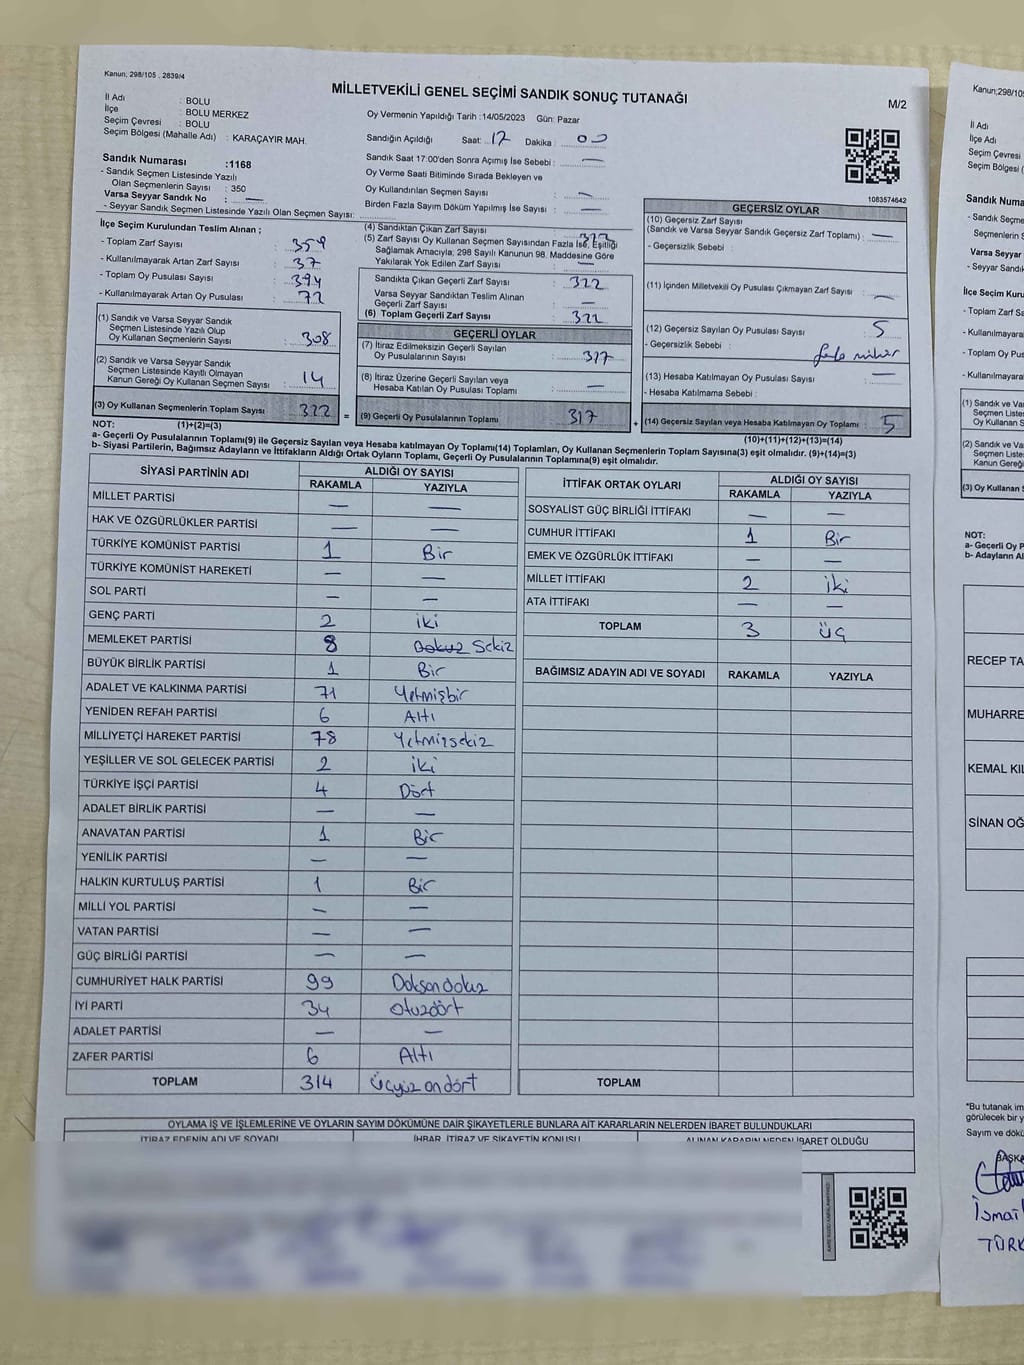 Kanun: 298/105 , 2839/4
MİLLETVEKİLİ GENEL SEÇİMİ SANDIK SONUÇ TUTANAĞI
M/2
İl Adı : BOLU
İlçe : BOLU MERKEZ
Seçim Çevresi : BOLU
Seçim Bölgesi (Mahalle Adı) : KARAÇAYIR MAH.
Oy Vermenin Yapıldığı Tarih :14/05/2023 Gün: Pazar
Sandığın Açıldığı Saat: 17 Dakika : 00
Sandık Saat 17:00'den Sonra Açımış İse Sebebi : —
Oy Verme Saati Bitiminde Sırada Bekleyen ve
Oy Kullandırılan Seçmen Sayısı : —
Birden Fazla Sayım Döküm Yapılmış İse Sayısı : —
1083574642
Sandık Numarası :1168
- Sandık Seçmen Listesinde Yazılı
Olan Seçmenlerin Sayısı : 350
Varsa Seyyar Sandık No : —
- Seyyar Sandık Seçmen Listesinde Yazılı Olan Seçmen Sayısı:
İlçe Seçim Kurulundan Teslim Alınan ;
- Toplam Zarf Sayısı : 359
- Kullanılmayarak Artan Zarf Sayısı : 37
- Toplam Oy Pusulası Sayısı : 394
- Kullanılmayarak Artan Oy Pusulası : 72
(1) Sandık ve Varsa Seyyar Sandık
Seçmen Listesinde Yazılı Olup
Oy Kullanan Seçmenlerin Sayısı : 308
(2) Sandık ve Varsa Seyyar Sandık
Seçmen Listesinde Kayıtlı Olmayan
Kanun Gereği Oy Kullanan Seçmen Sayısı : 14
(3) Oy Kullanan Seçmenlerin Toplam Sayısı : 322 =
(4) Sandıktan Çıkan Zarf Sayısı : 322
(5) Zarf Sayısı Oy Kullanan Seçmen Sayısından Fazla İse, Eşitliği
Sağlamak Amacıyla, 298 Sayılı Kanunun 98. Maddesine Göre
Yakılarak Yok Edilen Zarf Sayısı : —
Sandıkta Çıkan Geçerli Zarf Sayısı : 322
Varsa Seyyar Sandıktan Teslim Alınan
Geçerli Zarf Sayısı : —
(6) Toplam Geçerli Zarf Sayısı : 322
GEÇERLİ OYLAR
(7) İtiraz Edilmeksizin Geçerli Sayılan
Oy Pusulalarının Sayısı : 317
(8) İtiraz Üzerine Geçerli Sayılan veya
Hesaba Katılan Oy Pusulası Toplamı : —
(9) Geçerli Oy Pusulalarının Toplamı 317 +
GEÇERSİZ OYLAR
(10) Geçersiz Zarf Sayısı
(Sandık ve Varsa Seyyar Sandık Geçersiz Zarf Toplamı) : —
- Geçersizlik Sebebi :
(11) İçinden Milletvekili Oy Pusulası Çıkmayan Zarf Sayısı : —
(12) Geçersiz Sayılan Oy Pusulası Sayısı : 5
- Geçersizlik Sebebi : fazla mühür
(13) Hesaba Katılmayan Oy Pusulası Sayısı : —
- Hesaba Katılmama Sebebi :
(14) Geçersiz Sayılan veya Hesaba Katılmayan Oy Toplamı : 5
NOT: (1)+(2)=(3) (10)+(11)+(12)+(13)=(14)
a- Geçerli Oy Pusulalarının Toplamı(9) ile Geçersiz Sayılan veya Hesaba katılmayan Oy Toplamı(14) Toplamları, Oy Kullanan Seçmenlerin Toplam Sayısına(3) eşit olmalıdır. (9)+(14)=(3)
b- Siyasi Partilerin, Bağımsız Adayların ve İttifakların Aldığı Ortak Oyların Toplamı, Geçerli Oy Pusulalarının Toplamına(9) eşit olmalıdır.
SİYASİ PARTİNİN ADI ALDIĞI OY SAYISI
RAKAMLA YAZIYLA
MİLLET PARTİSİ — —
HAK VE ÖZGÜRLÜKLER PARTİSİ — —
TÜRKİYE KOMÜNİST PARTİSİ 1 Bir
TÜRKİYE KOMÜNİST HAREKETİ — —
SOL PARTİ — —
GENÇ PARTİ 2 iki
MEMLEKET PARTİSİ 8 Dokuz Sekiz
BÜYÜK BİRLİK PARTİSİ 1 Bir
ADALET VE KALKINMA PARTİSİ 71 Yetmişbir
YENİDEN REFAH PARTİSİ 6 Altı
MİLLİYETÇİ HAREKET PARTİSİ 78 Yetmişsekiz
YEŞİLLER VE SOL GELECEK PARTİSİ 2 iki
TÜRKİYE İŞÇİ PARTİSİ 4 Dört
ADALET BİRLİK PARTİSİ — —
ANAVATAN PARTİSİ 1 Bir
YENİLİK PARTİSİ — —
HALKIN KURTULUŞ PARTİSİ 1 Bir
MİLLİ YOL PARTİSİ — —
VATAN PARTİSİ — —
GÜÇ BİRLİĞİ PARTİSİ — —
CUMHURİYET HALK PARTİSİ 99 Doksandokuz
İYİ PARTİ 34 Otuzdört
ADALET PARTİSİ — —
ZAFER PARTİSİ 6 Altı
TOPLAM 314 Üçyüz ondört
İTTİFAK ORTAK OYLARI ALDIĞI OY SAYISI
RAKAMLA YAZIYLA
SOSYALİST GÜÇ BİRLİĞİ İTTİFAKI — —
CUMHUR İTTİFAKI 1 Bir
EMEK VE ÖZGÜRLÜK İTTİFAKI — —
MİLLET İTTİFAKI 2 iki
ATA İTTİFAKI — —
TOPLAM 3 üç
BAĞIMSIZ ADAYIN ADI VE SOYADI RAKAMLA YAZIYLA
TOPLAM
OYLAMA İŞ VE İŞLEMLERİNE VE OYLARIN SAYIM DÖKÜMÜNE DAİR ŞİKAYETLERLE BUNLARA AİT KARARLARIN NELERDEN İBARET BULUNDUKLARI
İTİRAZ EDENİN ADI VE SOYADI İHBAR, İTİRAZ VE ŞİKAYETİN KONUSU ALINAN KARARIN NEDEN İBARET OLDUĞU
Kanun;298/105
İl Adı
İlçe Adı
Seçim Çevresi
Seçim Bölgesi (
Sandık Numa
- Sandık Seçme
Seçmenlerin
Varsa Seyyar
- Seyyar Sandık
İlçe Seçim Kuru
- Toplam Zarf Sa
- Kullanılmayara
- Toplam Oy Pus
- Kullanılmayarak
(1) Sandık ve Var
Seçmen Liste
Oy Kullanan S
(2) Sandık ve Var
Seçmen Liste
Kanun Gereği
(3) Oy Kullanan S
NOT:
a- Geçerli Oy P
b- Adayların Al
RECEP TA
MUHARRE
KEMAL KIL
SİNAN OĞ
*Bu tutanak im
görülecek bir y
Sayım ve dökü
BAŞKA
İsmail
TÜRK